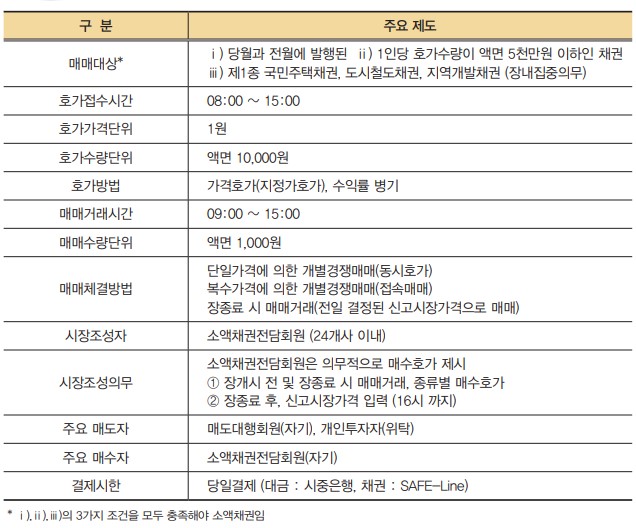 구 분 주요 제도
매매대상* ⅰ) 당월과 전월에 발행된 ⅱ) 1인당 호가수량이 액면 5천만원 이하인 채권
ⅲ) 제1종 국민주택채권, 도시철도채권, 지역개발채권 (장내집중의무)
호가접수시간 08:00 ~ 15:00
호가가격단위 1원
호가수량단위 액면 10,000원
호가방법 가격호가(지정가호가), 수익률 병기
매매거래시간 09:00 ~ 15:00
매매수량단위 액면 1,000원
매매체결방법 단일가격에 의한 개별경쟁매매(동시호가)
복수가격에 의한 개별경쟁매매(접속매매)
장종료 시 매매거래(전일 결정된 신고시장가격으로 매매)
시장조성자 소액채권전담회원 (24개사 이내)
시장조성의무 소액채권전담회원은 의무적으로 매수호가 제시
① 장개시 전 및 장종료 시 매매거래, 종류별 매수호가
② 장종료 후, 신고시장가격 입력 (16시 까지)
주요 매도자 매도대행회원(자기), 개인투자자(위탁)
주요 매수자 소액채권전담회원(자기)
결제시한 당일결제 (대금 : 시중은행, 채권 : SAFE-Line)
* ⅰ),ⅱ),ⅲ)의 3가지 조건을 모두 충족해야 소액채권임